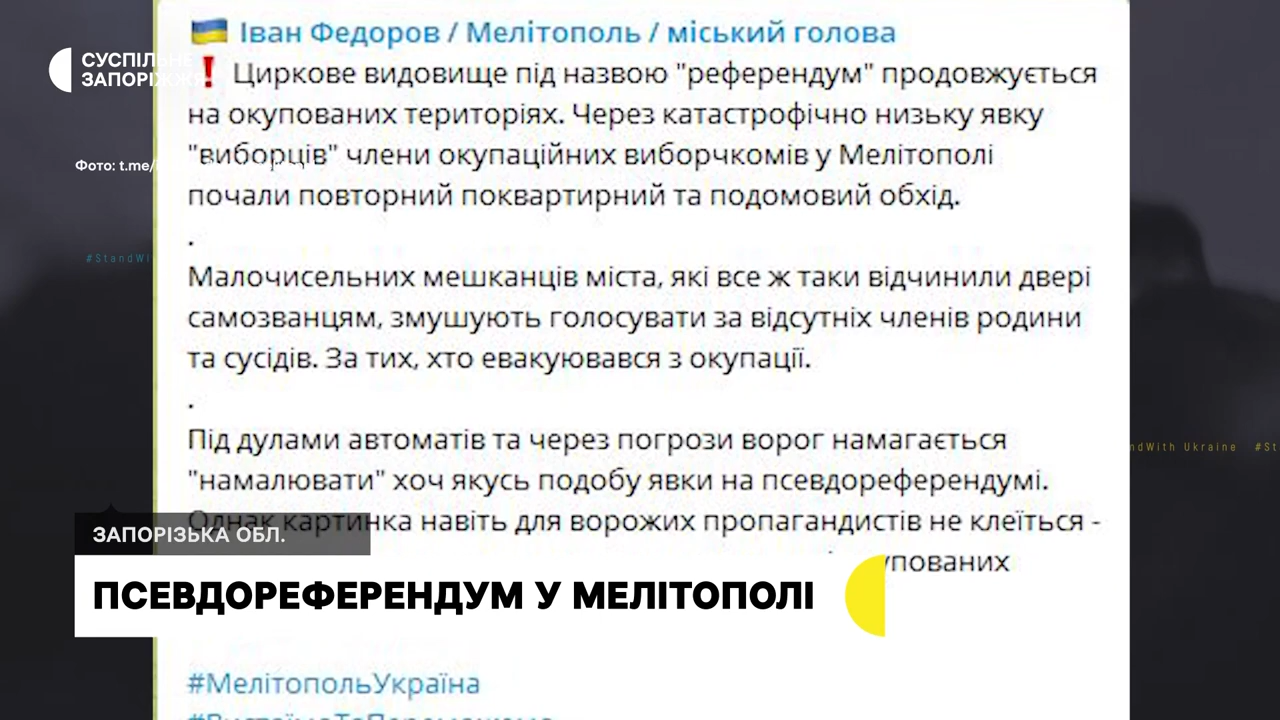 Іван Федоров / Мелітополь / міський голова
СУСПІЛЬНЕ
ЗАПОРІЖЖЯ
❗ Циркове видовище під назвою "референдум" продовжується
на окупованих територіях. Через катастрофічно низьку явку
"виборців" члени окупаційних виборчкомів у Мелітополі
Фото: t.me/
почали повторний поквартирний та подомовий обхід.
.
#StandWi
Малочисельних мешканців міста, які все ж таки відчинили двері
самозванцям, змушують голосувати за відсутніх членів родини
та сусідів. За тих, хто евакуювався з окупації.
.
Під дулами автоматів та через погрози ворог намагається
ndWith Ukraine #St
"намалювати" хоч якусь подобу явки на псевдореферендумі.
Однак картинка навіть для ворожих пропагандистів не клеїться -
ЗАПОРІЗЬКА ОБЛ.
упованих
ПСЕВДОРЕФЕРЕНДУМ У МЕЛІТОПОЛІ
#МелітопольУкраїна